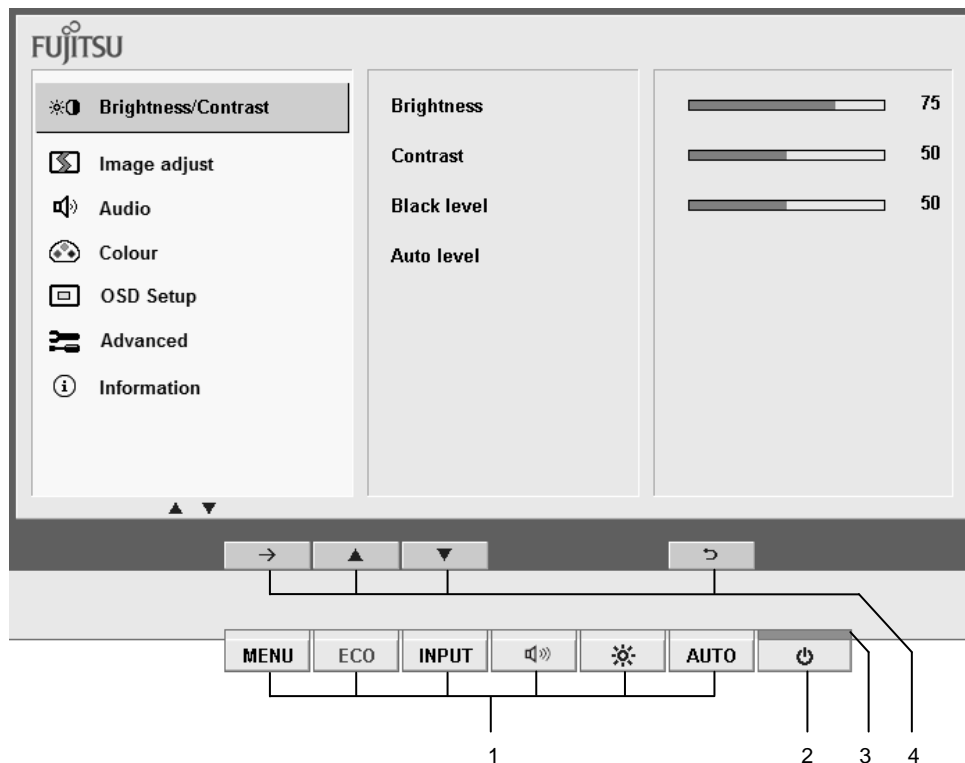 FUJITSU
Brightness/Contrast
Brightness
75
Image adjust
Contrast
50
Audio
Black level
50
Colour
Auto level
OSD Setup
Advanced
Information
MENU
ECO
INPUT
AUTO
1
2
3
4